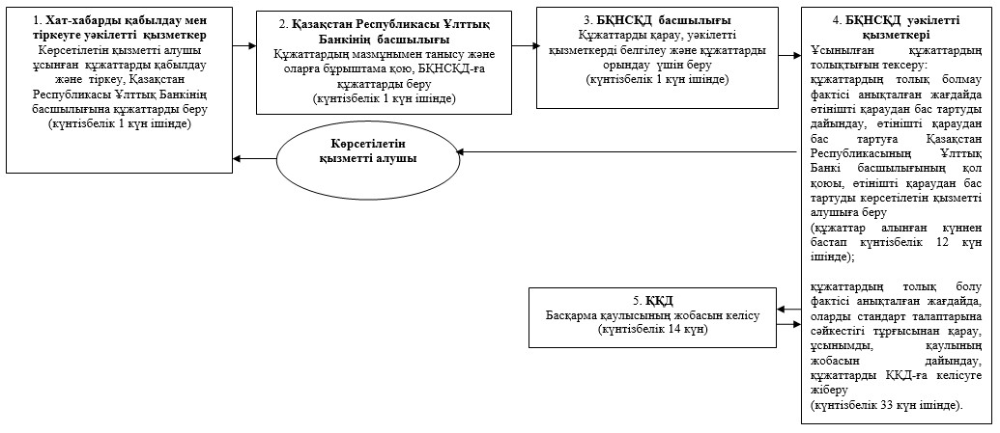 1. Хат-хабарды қабылдау мен
тіркеуге уәкілетті қызметкер
Көрсетілетін қызметті алушы
ұсынған құжаттарды қабылдау
және тіркеу, Қазақстан
Республикасы Ұлттық Банкінің
басшылығына құжаттарды беру
(күнтізбелік 1 күн ішінде)
2. Қазақстан Республикасы Ұлттық
Банкінің басшылығы
Құжаттардың мазмұнымен танысу және
оларға бұрыштама қою, БҚНСҚД-ға
құжаттарды беру
(күнтізбелік 1 күн ішінде)
3. БҚНСҚД басшылығы
Құжаттарды қарау, уәкілетті
қызметкерді белгілеу және құжаттарды
орындау үшін беру
(күнтізбелік 1 күн ішінде)
4. БҚНСҚД уәкілетті
қызметкері
Ұсынылған құжаттардың
толықтығын тексеру:
құжаттардың толық болмау
фактісі анықталған жағдайда
өтінішті қараудан бас тартуды
дайындау, өтінішті қараудан
бас тартуға Қазақстан
Республикасының Ұлттық
Банкі басшылығының қол
қоюы, өтінішті қараудан бас
тартуды көрсетілетін қызметті
алушыға беру
(құжаттар алынған күннен
бастап күнтізбелік 12 күн
ішінде);
құжаттардың толық болу
фактісі анықталған жағдайда,
оларды стандарт талаптарына
сәйкестігі тұрғысынан қарау,
ұсынымды, қаулының
жобасын дайындау,
құжаттарды ҚҚД-ға келісуге
жіберу
(күнтізбелік 33 күн ішінде).
Көрсетілетін
қызметті алушы
5. ҚҚД
Басқарма қаулысының жобасын келісу
(күнтізбелік 14 күн)